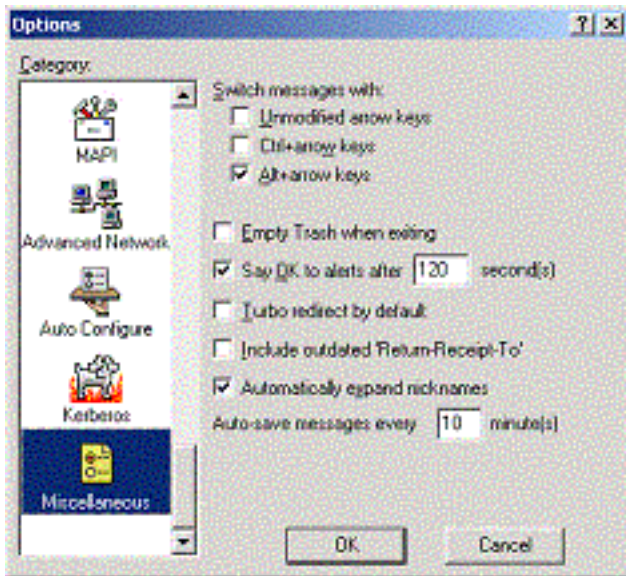 Options
Category:
MAPI
Advanced Network
Auto Configure
Kerberos
Miscellaneous
Switch messages with:
Unmodified arrow keys
Ctrl+arrow keys
Alt+arrow keys
Empty Trash when exiting
Say OK to alerts after 120 second(s)
Turbo redirect by default
Include outdated 'Return-Receipt-To'
Automatically expand nicknames
Auto-save messages every 10 minute(s)
OK
Cancel